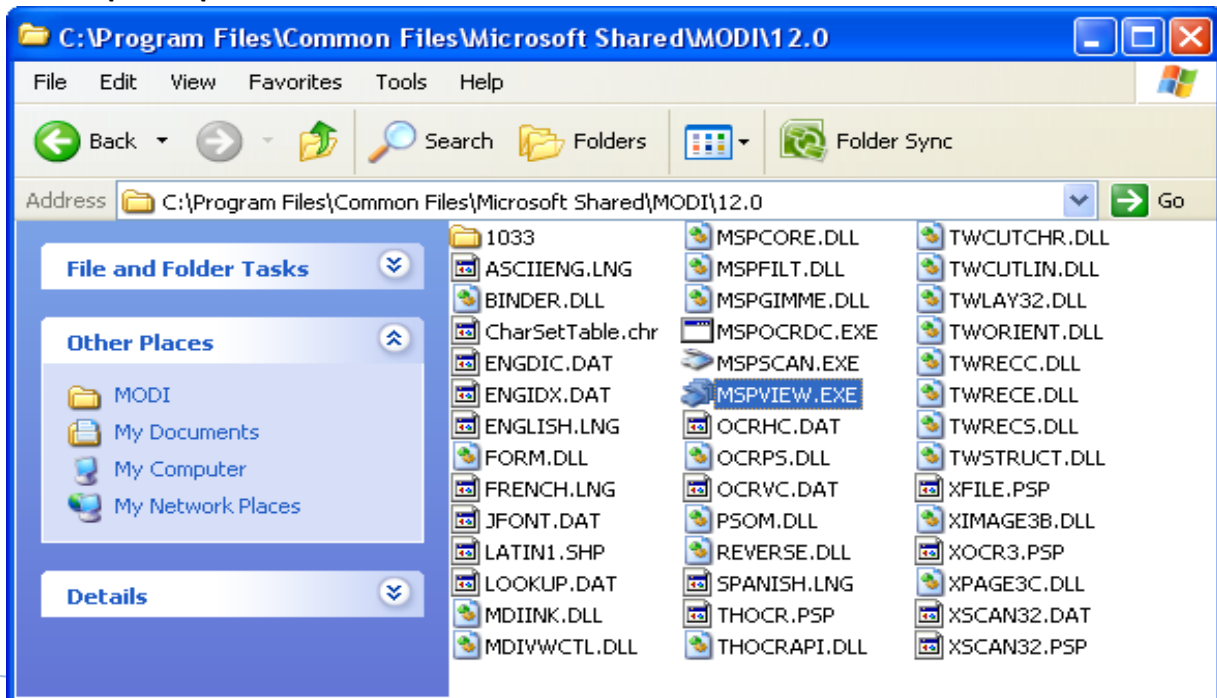 C:\Program Files\Common Files\Microsoft Shared\MODI\12.0
File Edit View Favorites Tools Help
Back Search Folders Folder Sync
Address C:\Program Files\Common Files\Microsoft Shared\MODI\12.0 Go
File and Folder Tasks
Other Places
MODI
My Documents
My Computer
My Network Places
Details
1033
ASCIIENG.LNG
BINDER.DLL
CharSetTable.chr
ENGDIC.DAT
ENGIDX.DAT
ENGLISH.LNG
FORM.DLL
FRENCH.LNG
JFONT.DAT
LATIN1.SHP
LOOKUP.DAT
MDIINK.DLL
MDIVWCTL.DLL
MSPCORE.DLL
MSPFILT.DLL
MSPGIMME.DLL
MSPOCRDC.EXE
MSPSCAN.EXE
MSPVIEW.EXE
OCRHC.DAT
OCRPS.DLL
OCRVC.DAT
PSOM.DLL
REVERSE.DLL
SPANISH.LNG
THOCR.PSP
THOCRAPI.DLL
TWCUTCHR.DLL
TWCUTLIN.DLL
TWLAY32.DLL
TWORIENT.DLL
TWRECC.DLL
TWRECE.DLL
TWRECS.DLL
TWSTRUCT.DLL
XFILE.PSP
XIMAGE3B.DLL
XOCR3.PSP
XPAGE3C.DLL
XSCAN32.DAT
XSCAN32.PSP